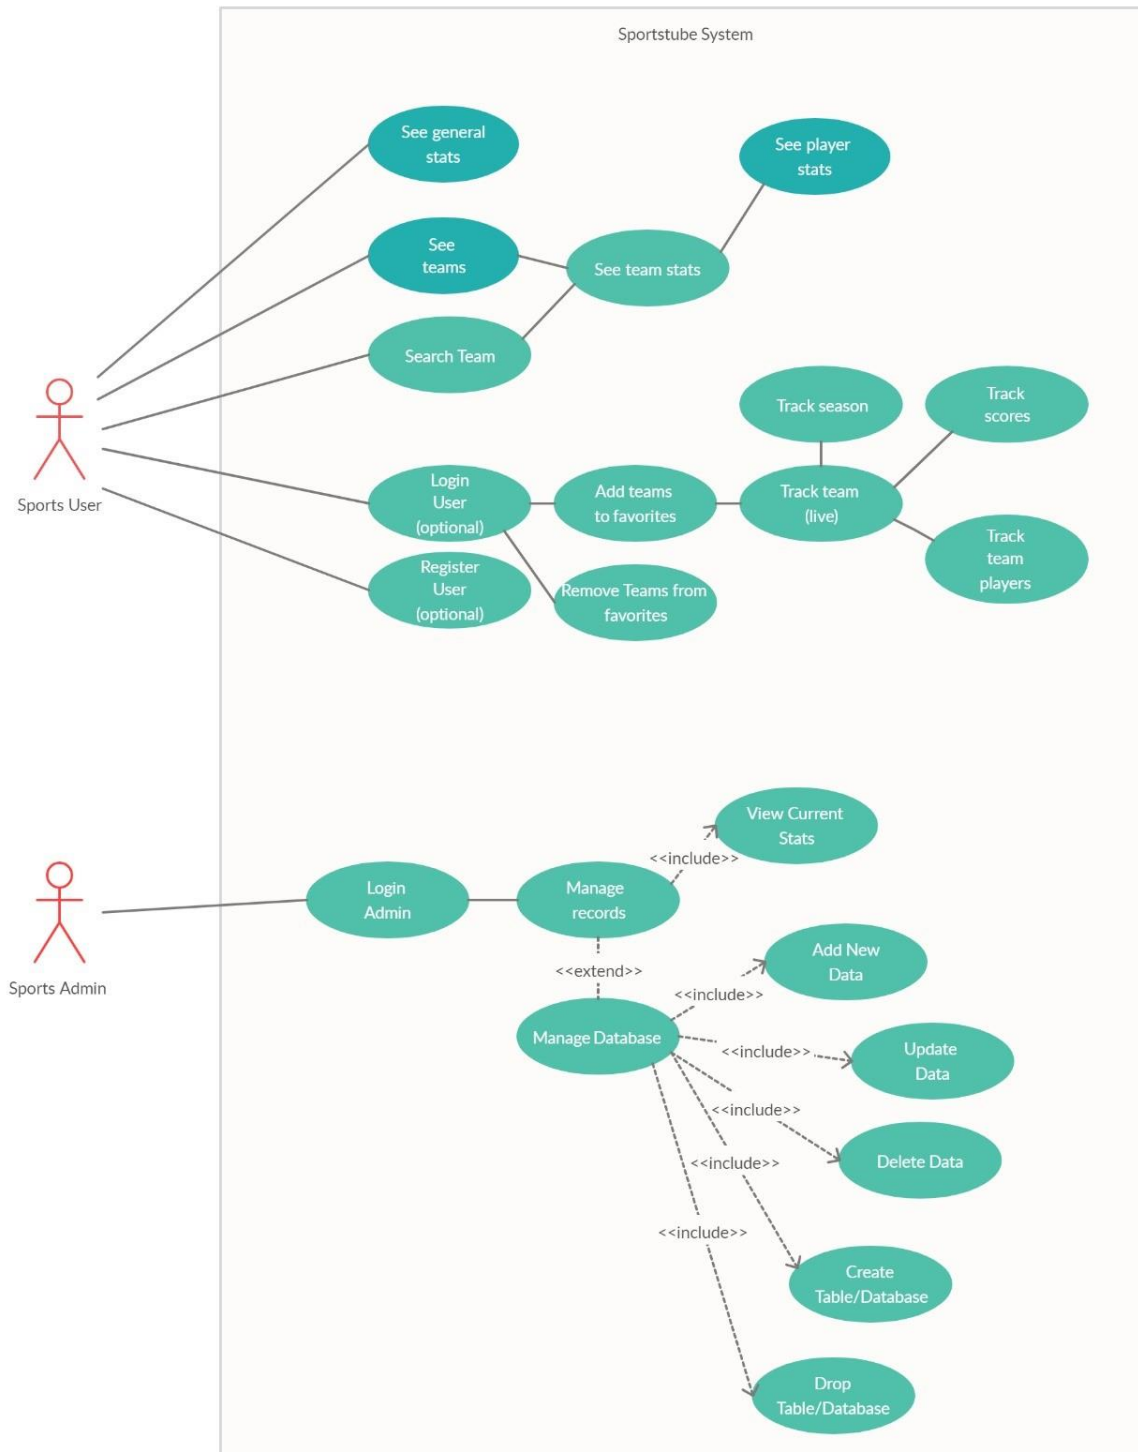 Sportstube System
See general
stats
See player
stats
See
teams
See team stats
Search Team
Sports User
Track season
Track
scores
Login
User
(optional)
Add teams
to favorites
Track team
(live)
Track
team
players
Register
User
(optional)
Remove Teams from
favorites
View Current
Stats
<<include>>
Sports Admin
Login
Admin
Manage
records
<<extend>>
Add New
Data
<<include>>
Manage Database
<<include>>
Update
Data
<<include>>
Delete Data
<<include>>
Create
Table/Database
<<include>>
Drop
Table/Database